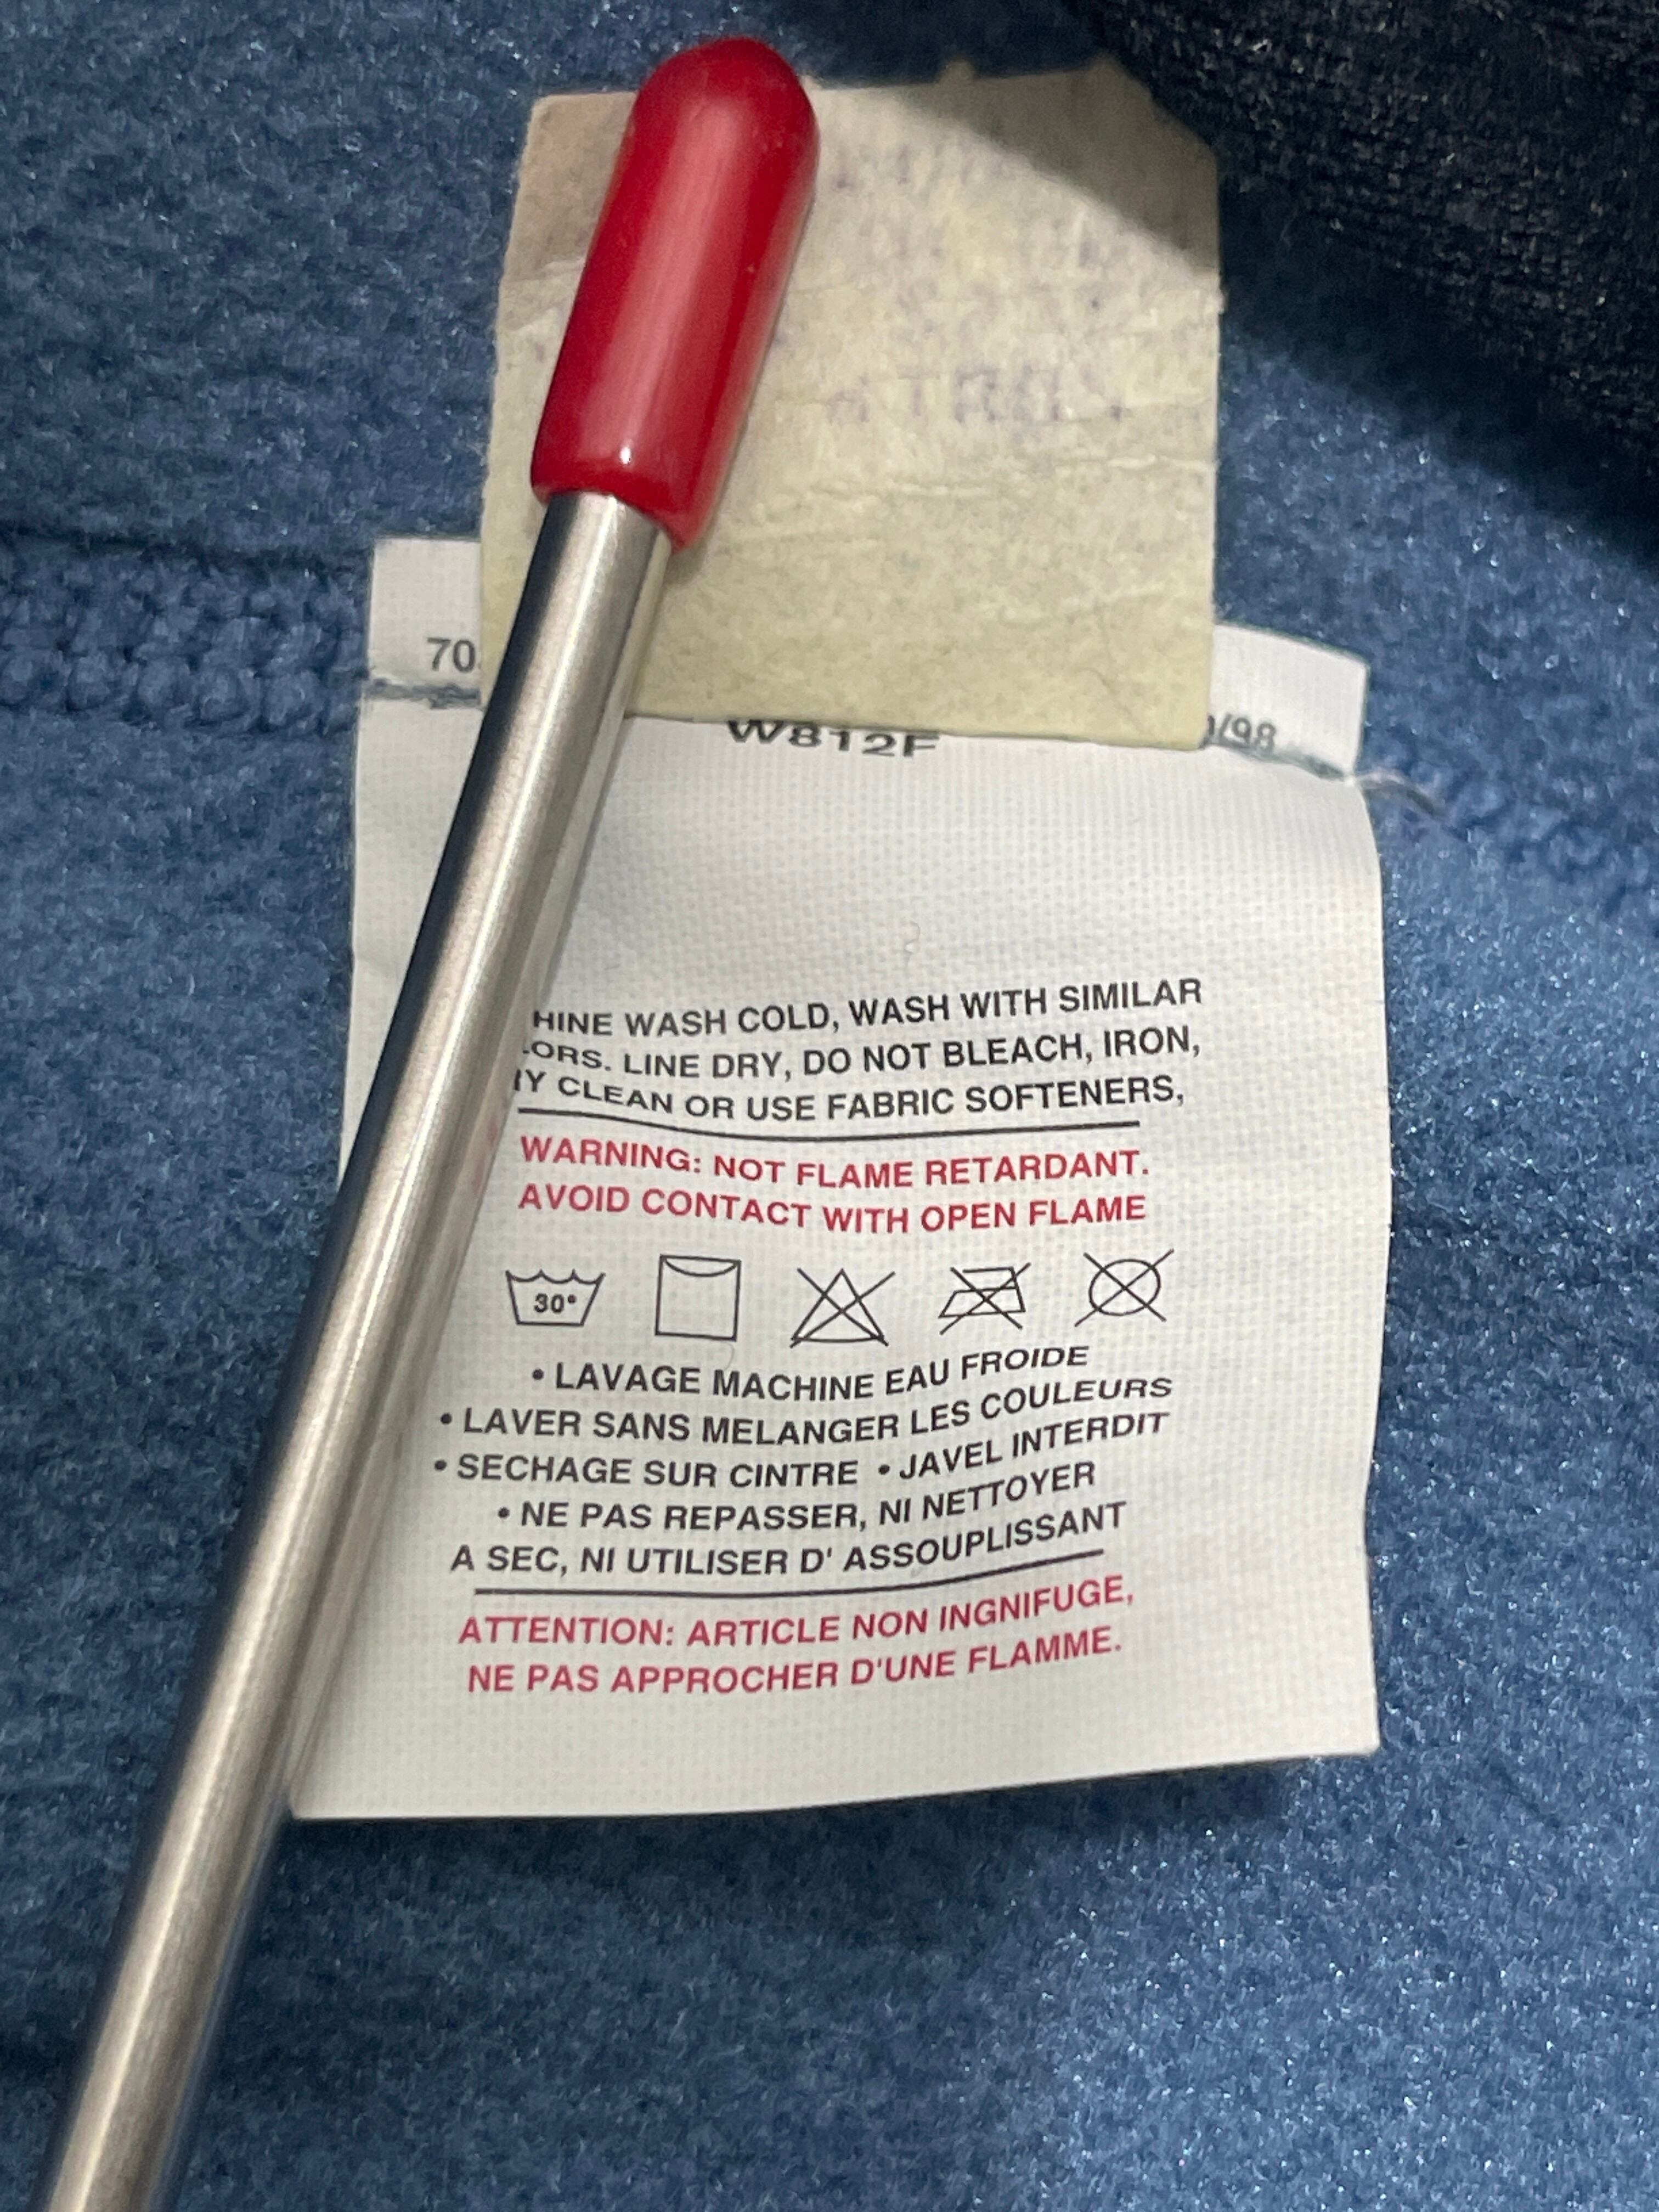 70
W812F
/98
HINE WASH COLD, WASH WITH SIMILAR
ORS. LINE DRY, DO NOT BLEACH, IRON,
Y CLEAN OR USE FABRIC SOFTENERS,
WARNING: NOT FLAME RETARDANT.
AVOID CONTACT WITH OPEN FLAME
30°
• LAVAGE MACHINE EAU FROIDE
• LAVER SANS MELANGER LES COULEURS
• SECHAGE SUR CINTRE • JAVEL INTERDIT
• NE PAS REPASSER, NI NETTOYER
A SEC, NI UTILISER D' ASSOUPLISSANT
ATTENTION: ARTICLE NON INGNIFUGE,
NE PAS APPROCHER D'UNE FLAMME.